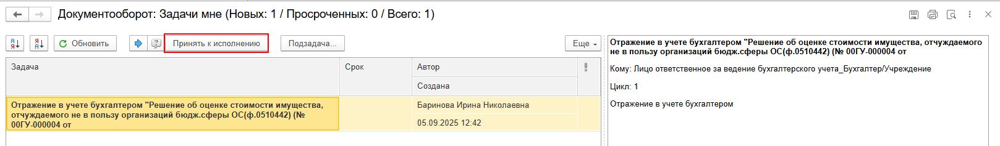 Документооборот: Задачи мне (Новых: 1 / Просроченных: 0 / Всего: 1)
Обновить
Принять к исполнению
Подзадача...
Еще
Задача
Срок
Автор
Создана
Отражение в учете бухгалтером "Решение об оценке стоимости имущества,
отчуждаемого не в пользу организаций бюдж.сферы ОС(ф.0510442) (№
00ГУ-000004 от
Баринова Ирина Николаевна
05.09.2025 12:42
Отражение в учете бухгалтером "Решение об оценке стоимости имущества, отчуждаемого
не в пользу организаций бюдж.сферы ОС(ф.0510442) (№ 00ГУ-000004 от
Кому: Лицо ответственное за ведение бухгалтерского учета_Бухгалтер/Учреждение
Цикл: 1
Отражение в учете бухгалтером